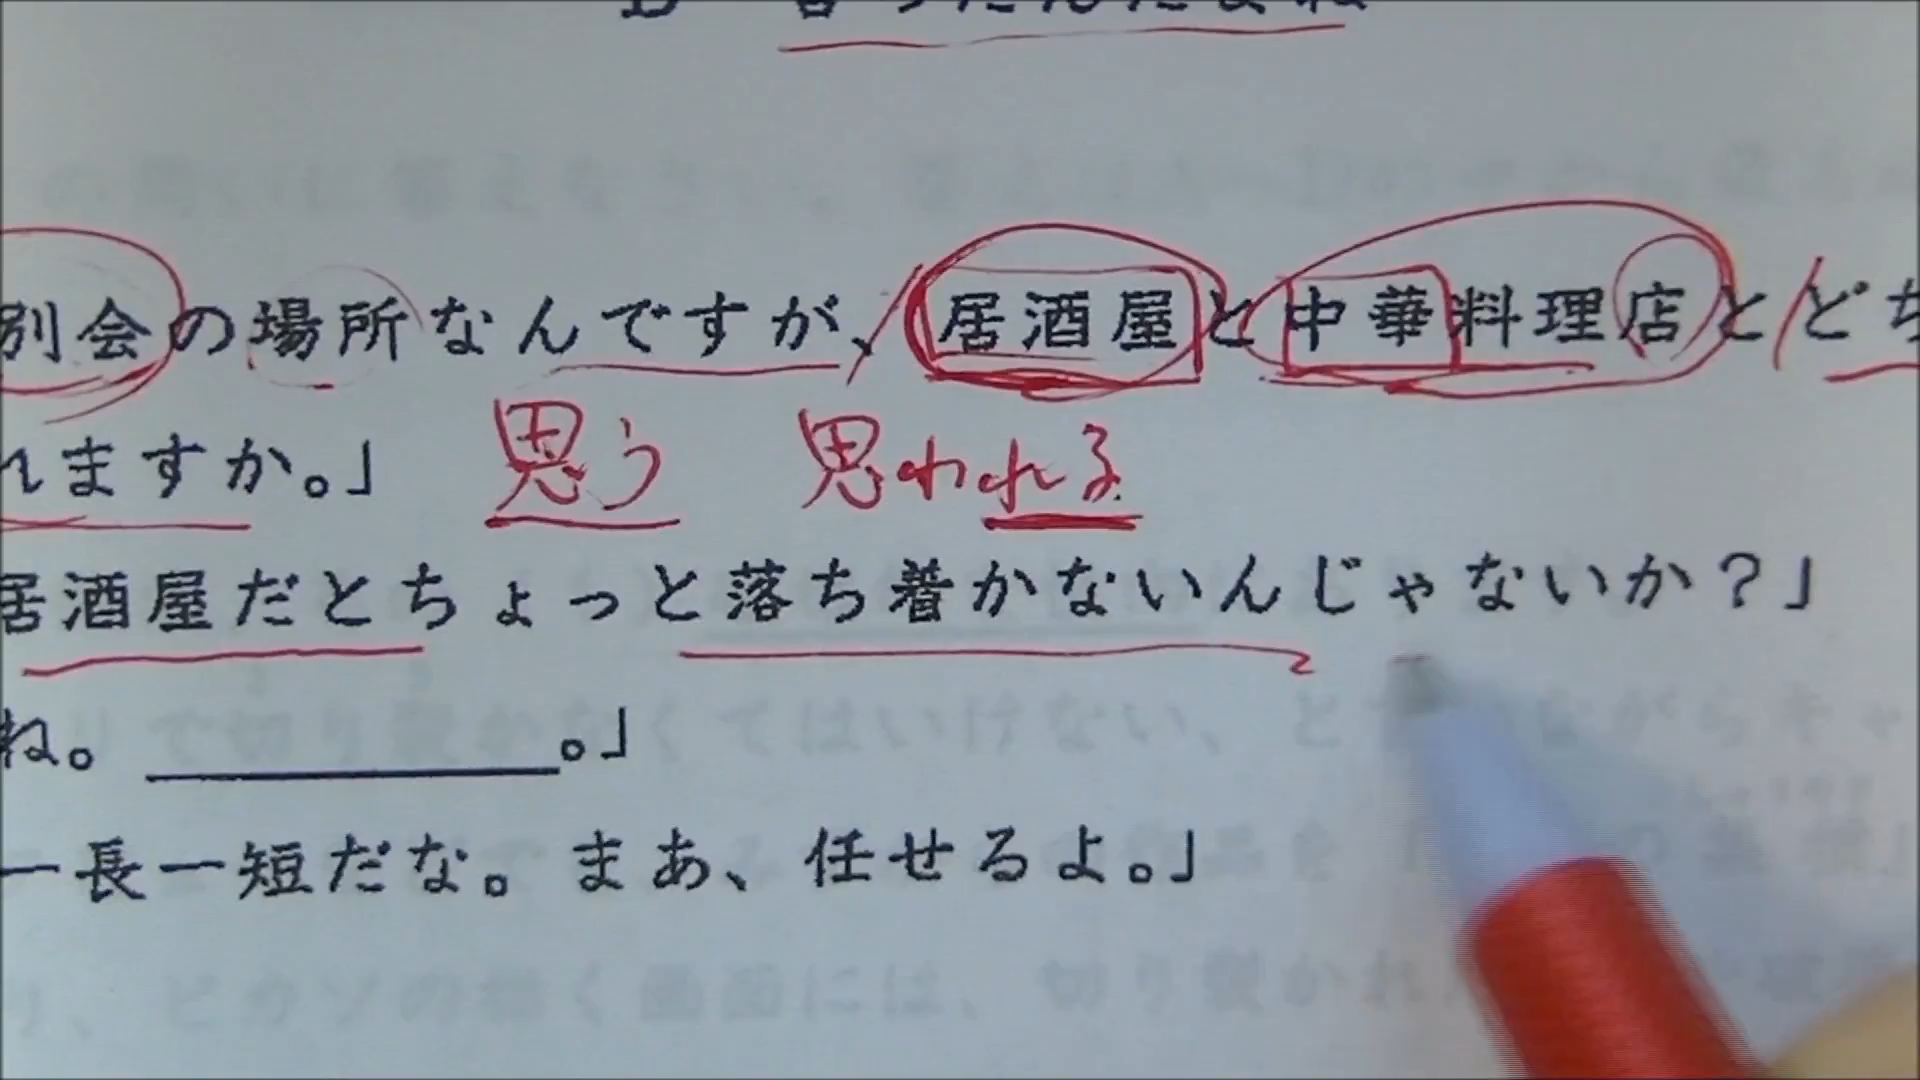 別会の場所なんですが、居酒屋と中華料理店とどち
れますか。」 思う 思われる
居酒屋だとちょっと落ち着かないんじゃないか？」
ね。＿＿＿＿＿。」
一長一短だな。まあ、任せるよ。」